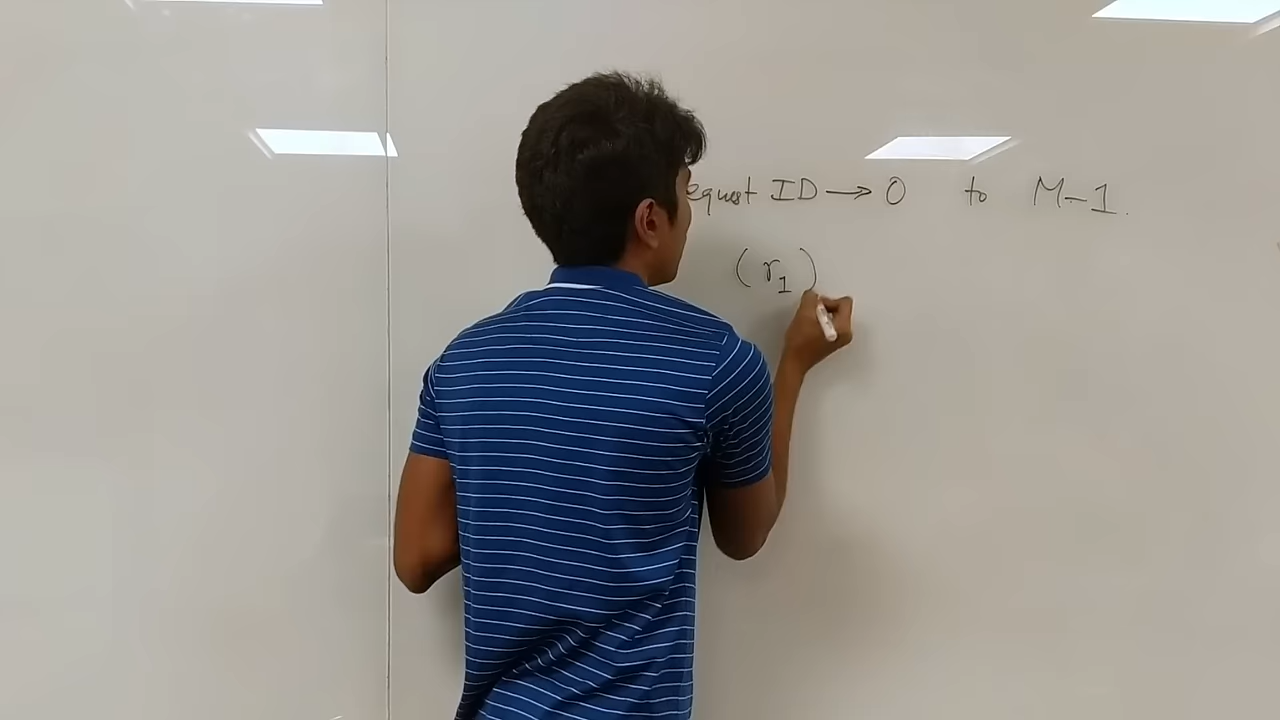 equest ID → 0 to M-1.
(r1)